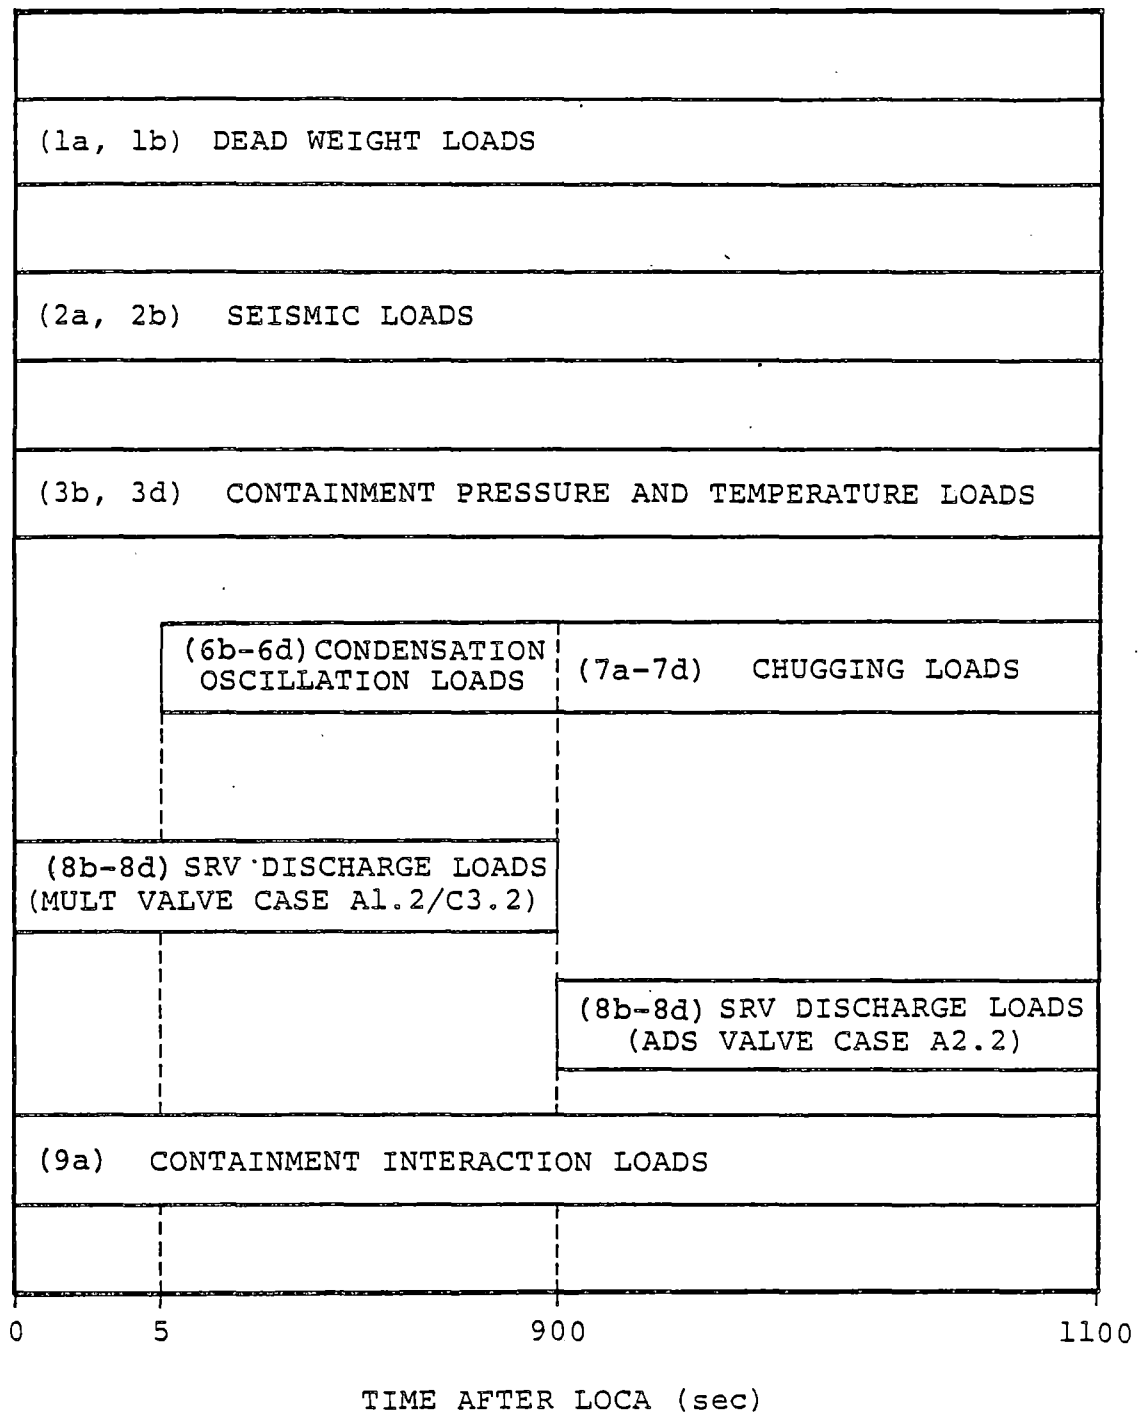 (1a, 1b) DEAD WEIGHT LOADS
(2a, 2b) SEISMIC LOADS
(3b, 3d) CONTAINMENT PRESSURE AND TEMPERATURE LOADS
(6b-6d) CONDENSATION
OSCILLATION LOADS
(7a-7d) CHUGGING LOADS
(8b-8d) SRV DISCHARGE LOADS
(MULT VALVE CASE A1.2/C3.2)
(8b-8d) SRV DISCHARGE LOADS
(ADS VALVE CASE A2.2)
(9a) CONTAINMENT INTERACTION LOADS
0 5 900 1100
TIME AFTER LOCA (sec)